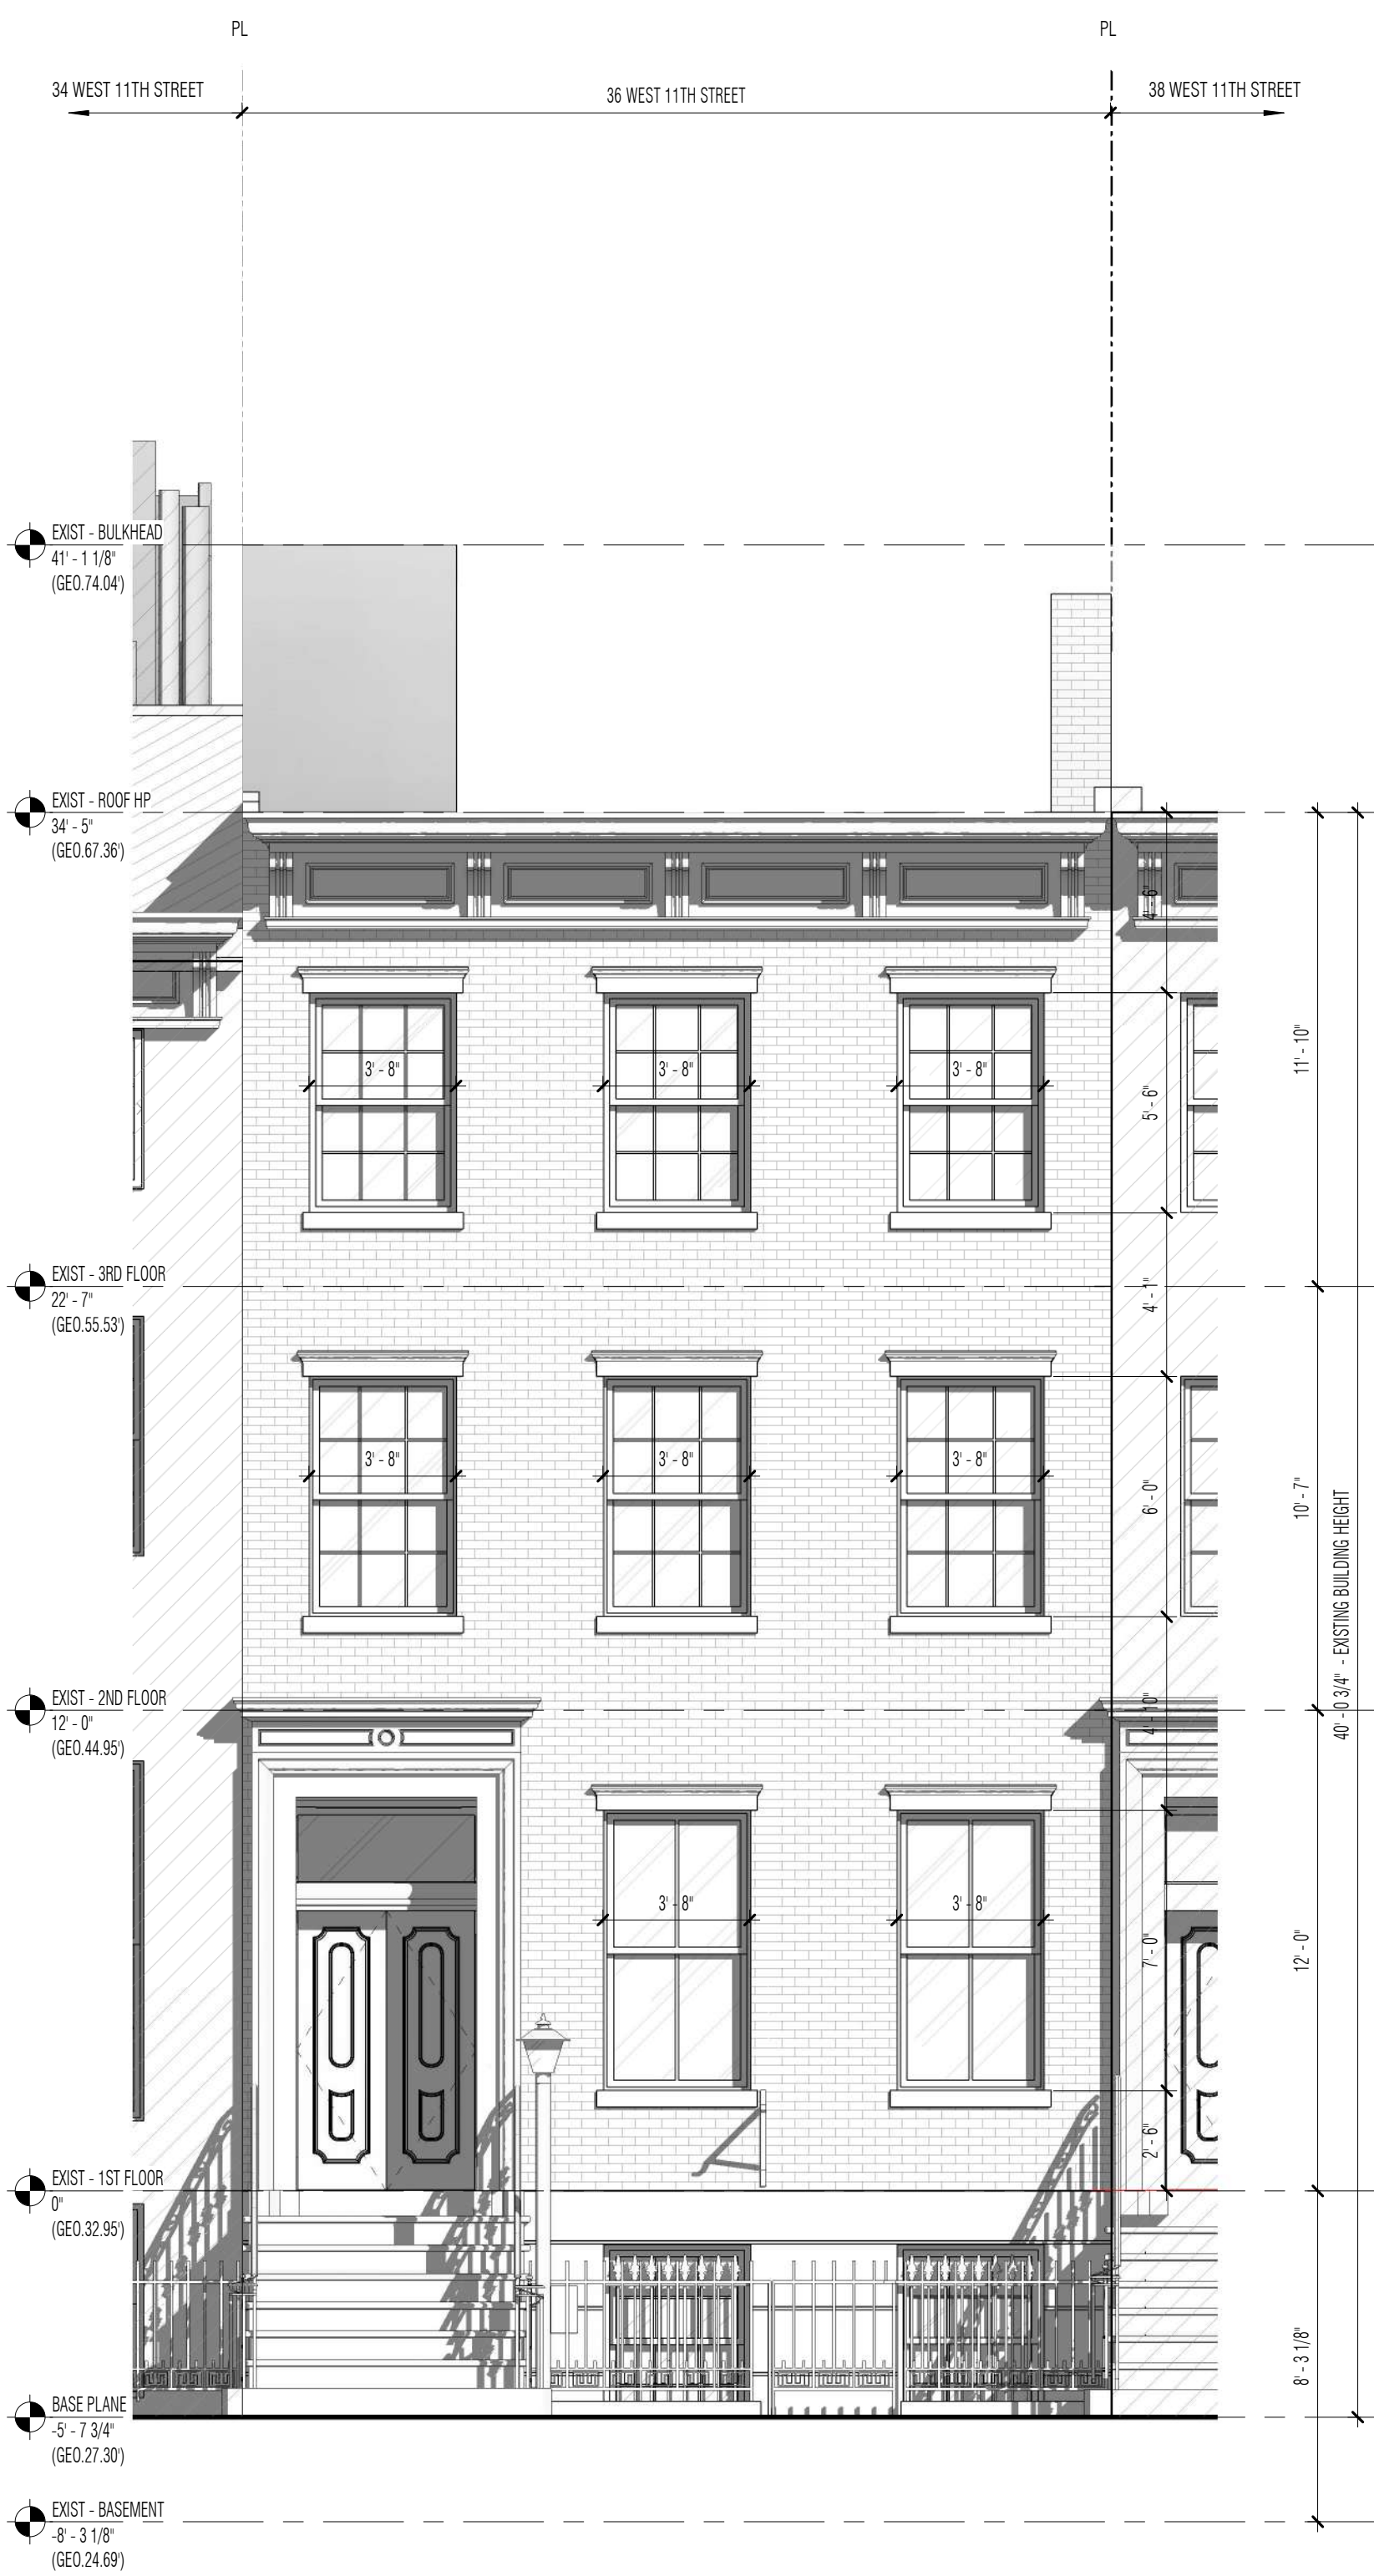 PL
PL
34 WEST 11TH STREET
36 WEST 11TH STREET
38 WEST 11TH STREET
EXIST - BULKHEAD
41' - 1 1/8"
(GEO.74.04')
EXIST - ROOF HP
34' - 5"
(GEO.67.36')
4' - 6"
3' - 8"
3' - 8"
3' - 8"
5' - 6"
11' - 10"
EXIST - 3RD FLOOR
22' - 7"
(GEO.55.53')
4' - 1"
3' - 8"
3' - 8"
3' - 8"
6' - 0"
10' - 7"
40' - 0 3/4" - EXISTING BUILDING HEIGHT
EXIST - 2ND FLOOR
12' - 0"
(GEO.44.95')
4' - 10"
3' - 8"
3' - 8"
7' - 0"
12' - 0"
2' - 6"
EXIST - 1ST FLOOR
0"
(GEO.32.95')
8' - 3 1/8"
BASE PLANE
-5' - 7 3/4"
(GEO.27.30')
EXIST - BASEMENT
-8' - 3 1/8"
(GEO.24.69')